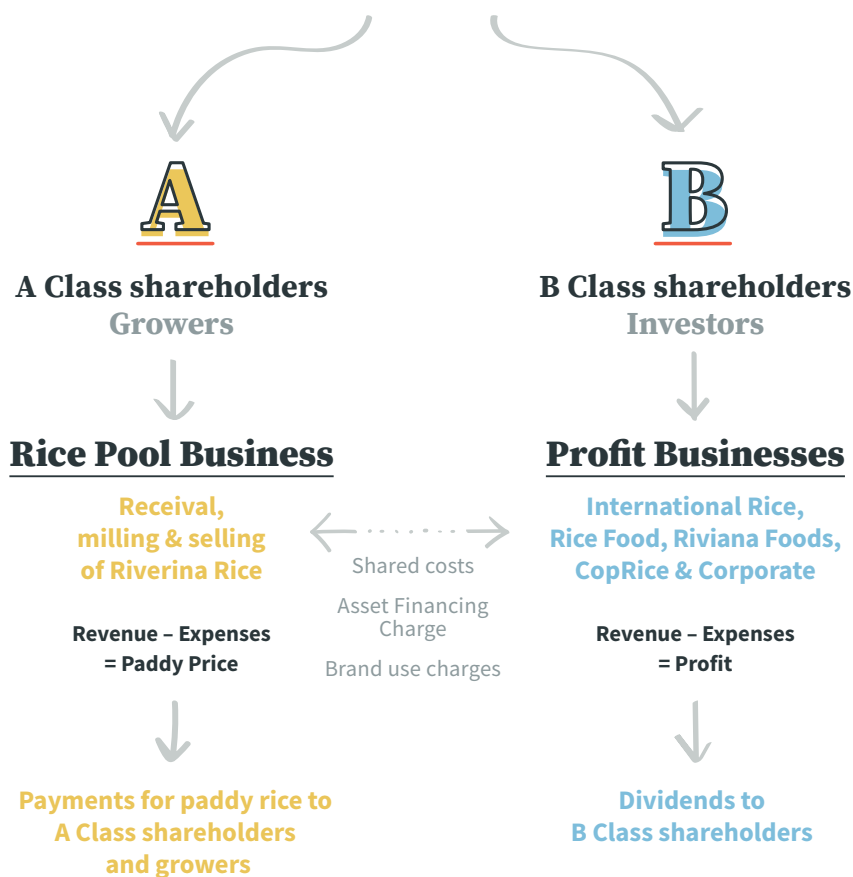 A
A Class shareholders
Growers
Rice Pool Business
Receival,
milling & selling
of Riverina Rice
Revenue – Expenses
= Paddy Price
Payments for paddy rice to
A Class shareholders
and growers
Shared costs
Asset Financing
Charge
Brand use charges
B
B Class shareholders
Investors
Profit Businesses
International Rice,
Rice Food, Riviana Foods,
CopRice & Corporate
Revenue – Expenses
= Profit
Dividends to
B Class shareholders